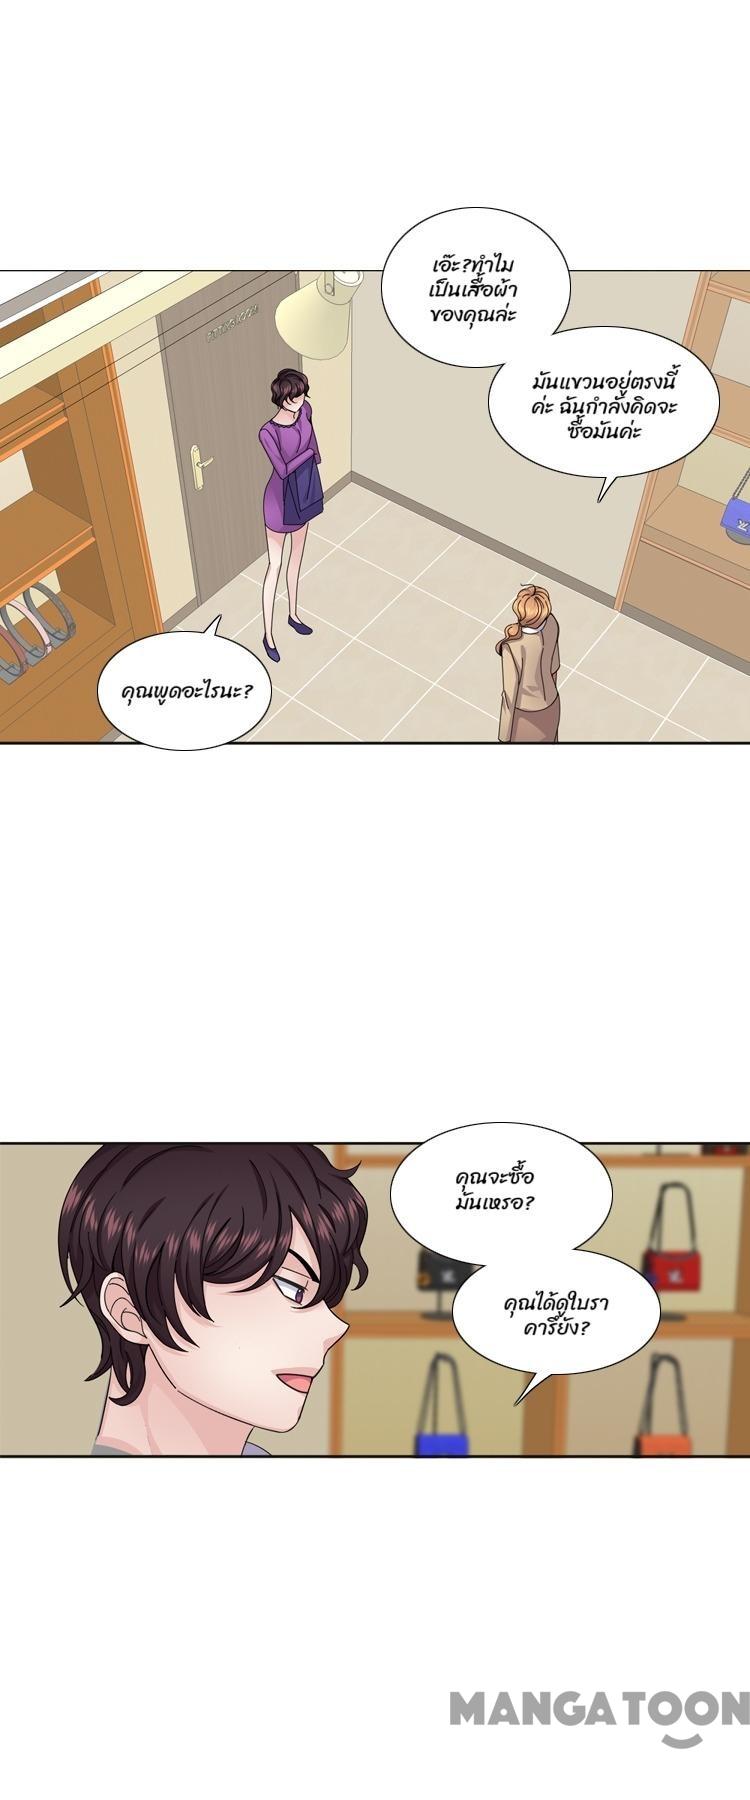 เอ๊ะ?ทำไม
เป็นเสื้อผ้า
ของคุณล่ะ
มันแขวนอยู่ตรงนี้
ค่ะ ฉันกำลังคิดจะ
ซื้อมันค่ะ
คุณพูดอะไรนะ?
คุณจะซื้อ
มันเหรอ?
คุณได้ดูใบรา
คารึยัง?
MANGATOON